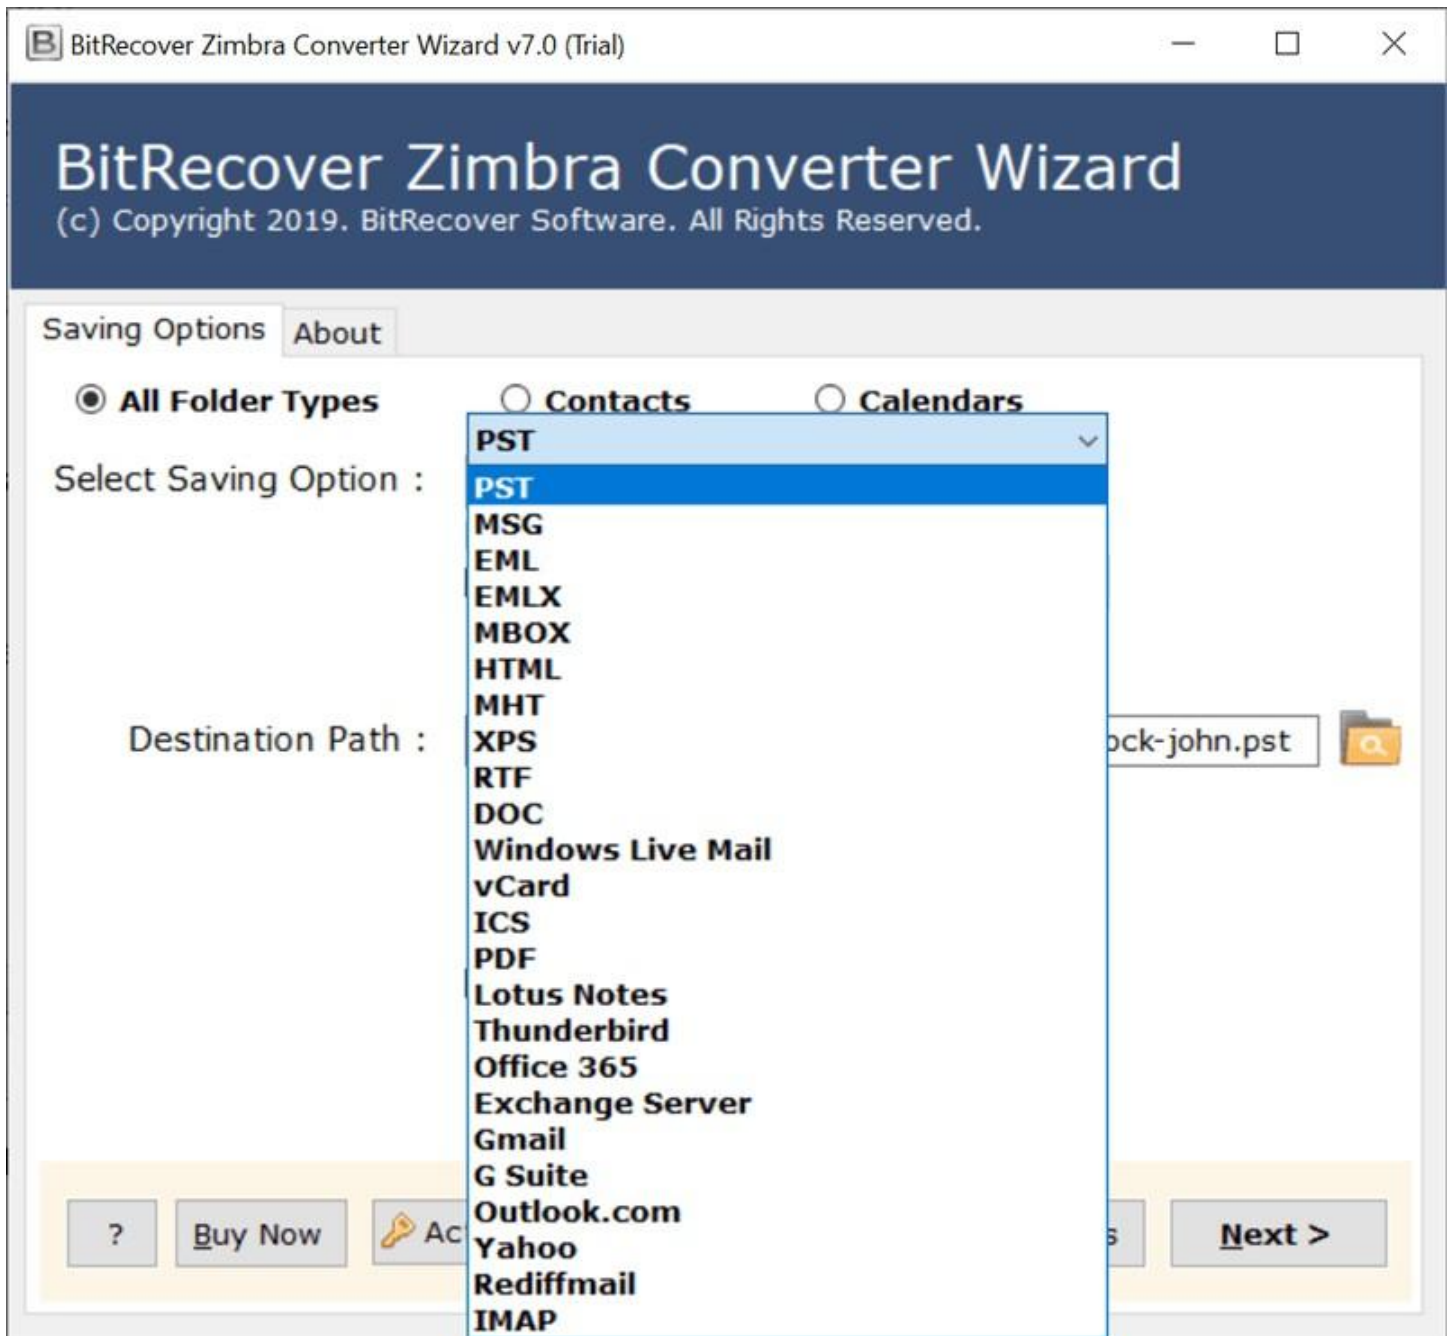 BitRecover Zimbra Converter Wizard v7.0 (Trial)
BitRecover Zimbra Converter Wizard
(c) Copyright 2019. BitRecover Software. All Rights Reserved.
Saving Options About
All Folder Types Contacts Calendars
PST
Select Saving Option :
PST
MSG
EML
EMLX
MBOX
HTML
MHT
Destination Path :
XPS
RTF
DOC
Windows Live Mail
vCard
ICS
PDF
Lotus Notes
Thunderbird
Office 365
Exchange Server
Gmail
G Suite
Outlook.com
Yahoo
Rediffmail
IMAP
? Buy Now Next >